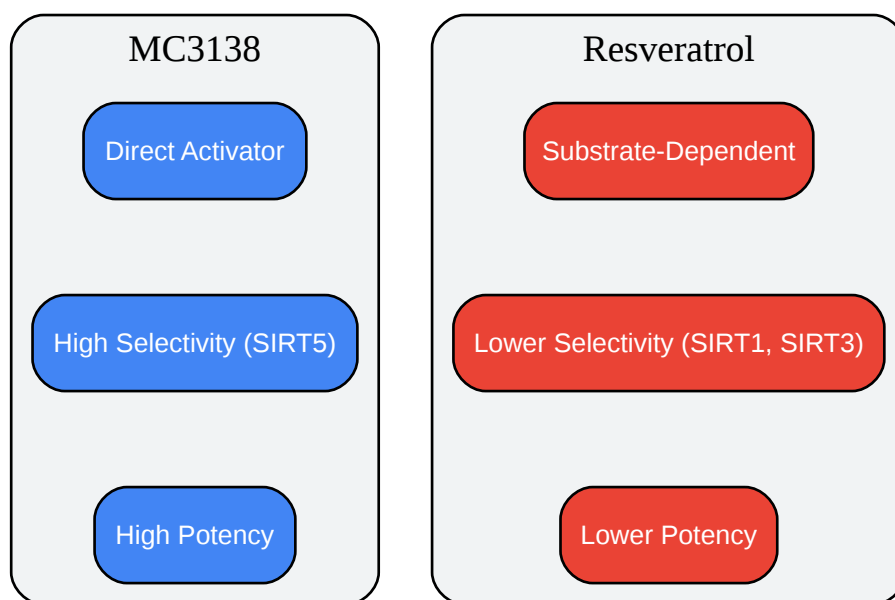 MC3138
Direct Activator
High Selectivity (SIRT5)
High Potency
Resveratrol
Substrate-Dependent
Lower Selectivity (SIRT1, SIRT3)
Lower Potency